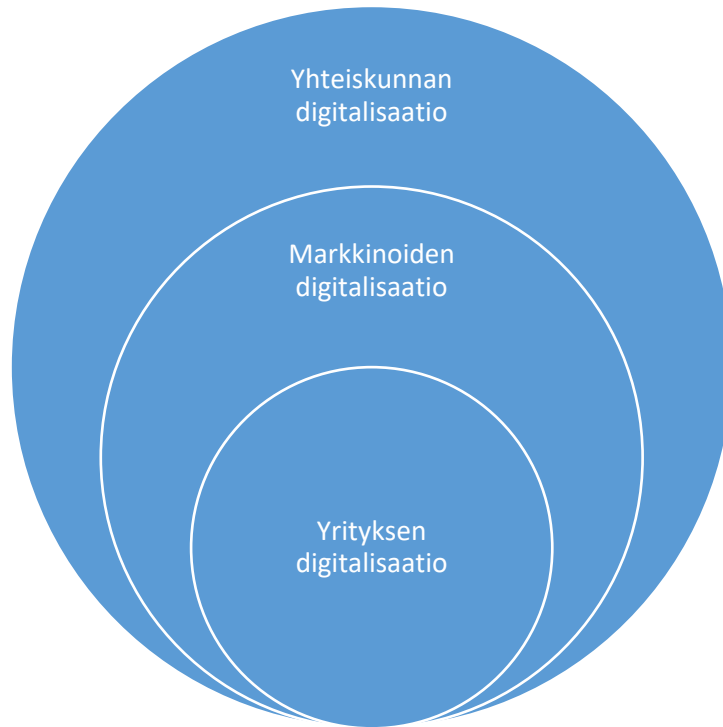 Yhteiskunnan
digitalisaatio
Markkinoiden
digitalisaatio
Yrityksen
digitalisaatio